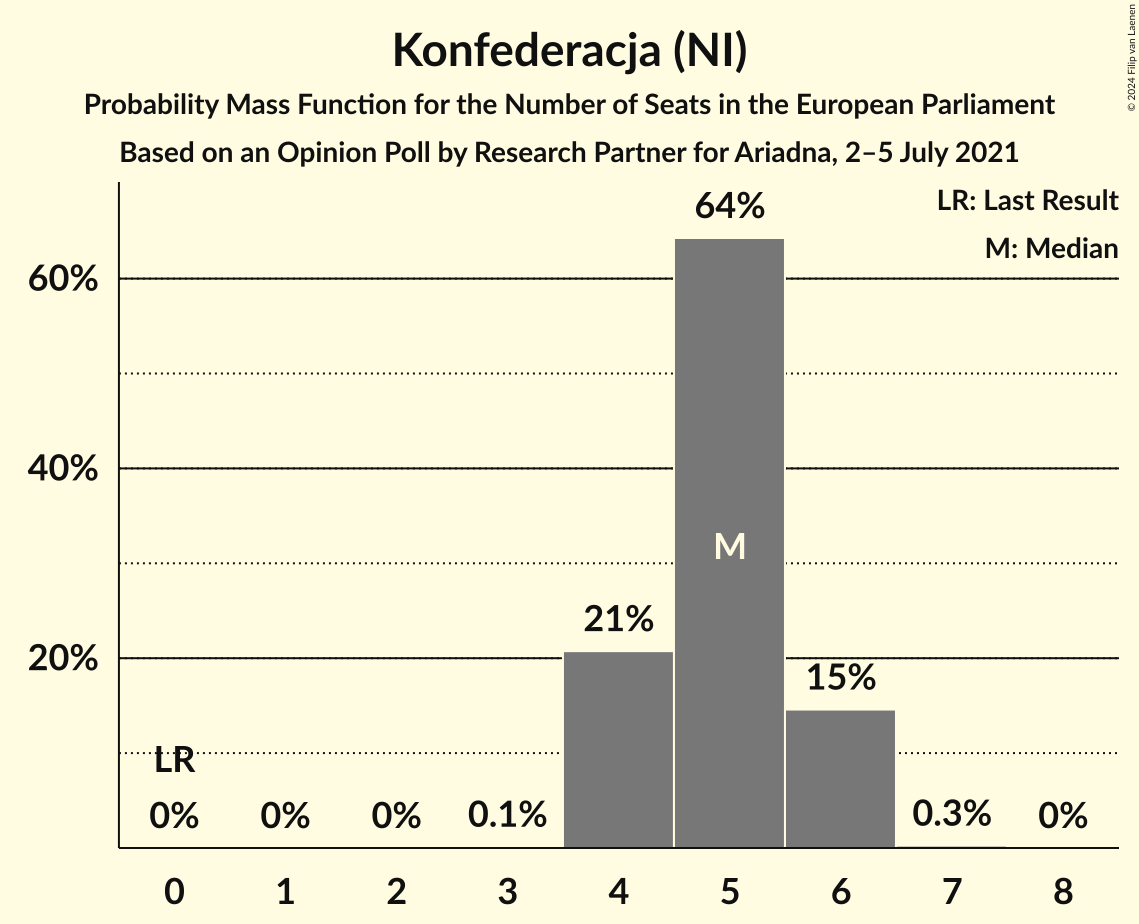 Konfederacja (NI)
Probability Mass Function for the Number of Seats in the European Parliament
Based on an Opinion Poll by Research Partner for Ariadna, 2–5 July 2021
© 2024 Filip van Laenen
LR: Last Result
M: Median
60%
40%
20%
64%
M
21%
15%
LR
0%
0%
0%
0.1%
0.3%
0%
0 1 2 3 4 5 6 7 8